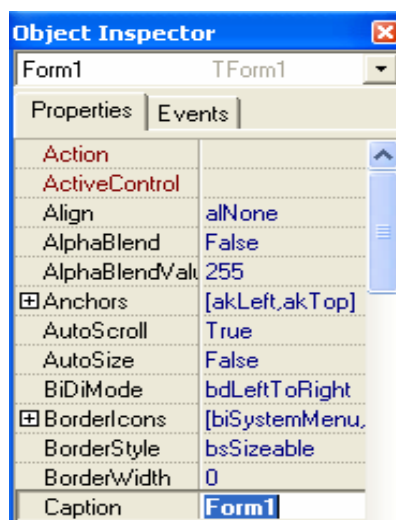 Object Inspector
Form1 TForm1
Properties Events
Action
ActiveControl
Align alNone
AlphaBlend False
AlphaBlendValu 255
Anchors [akLeft,akTop]
AutoScroll True
AutoSize False
BiDiMode bdLeftToRight
BorderIcons [biSystemMenu,
BorderStyle bsSizeable
BorderWidth 0
Caption Form1